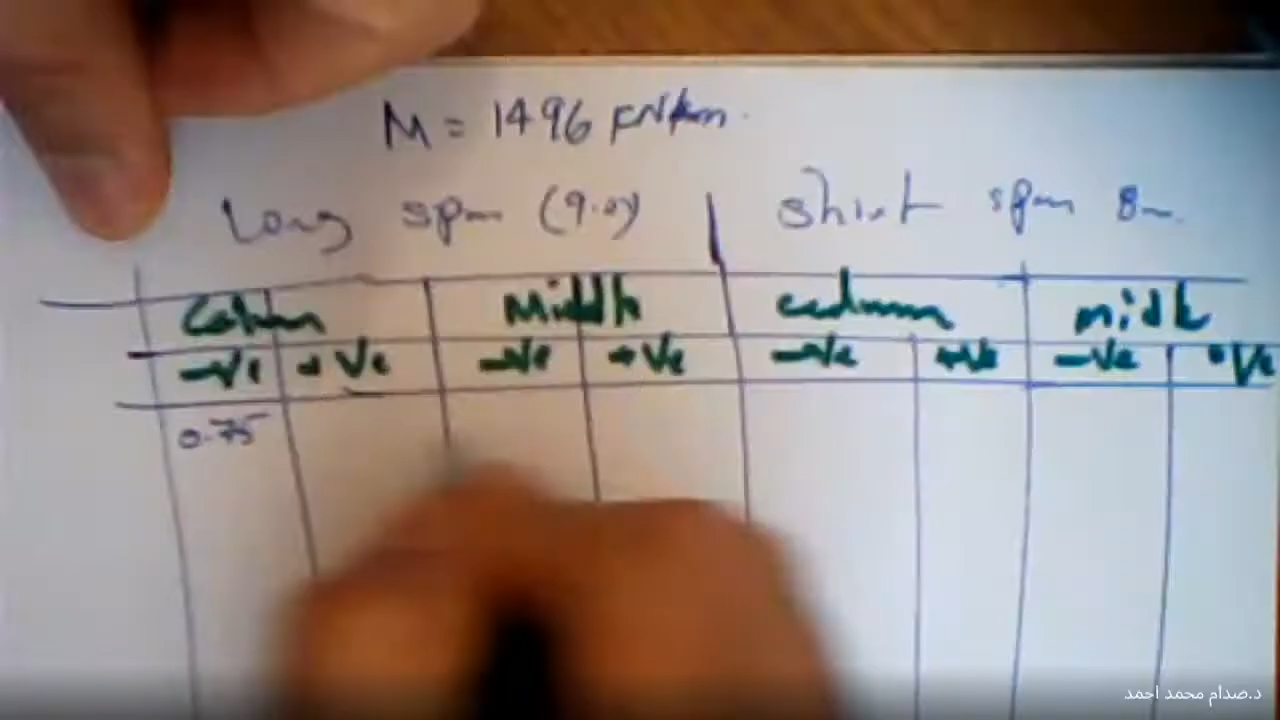 M = 1496 kN/m.
Long span (9.0) short span 8m
Column Middle column middle
-Ve +Ve -Ve +Ve -Ve +Ve -Ve +Ve
0.75
د.صدام محمد احمد